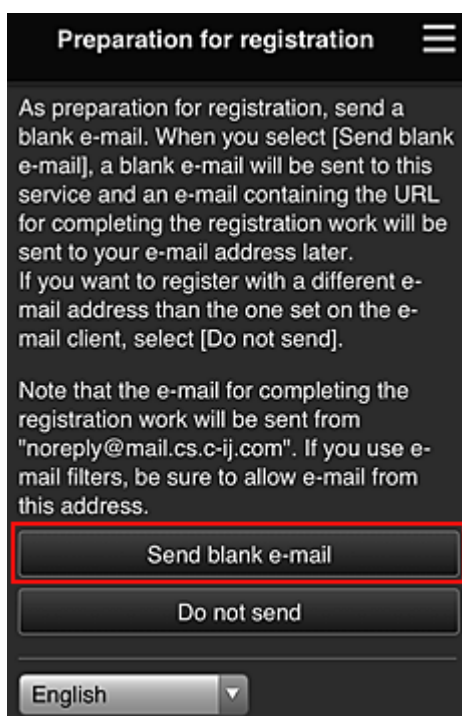 Preparation for registration
As preparation for registration, send a
blank e-mail. When you select [Send blank
e-mail], a blank e-mail will be sent to this
service and an e-mail containing the URL
for completing the registration work will be
sent to your e-mail address later.
If you want to register with a different e-
mail address than the one set on the e-
mail client, select [Do not send].
Note that the e-mail for completing the
registration work will be sent from
"noreply@mail.cs.c-ij.com". If you use e-
mail filters, be sure to allow e-mail from
this address.
Send blank e-mail
Do not send
English